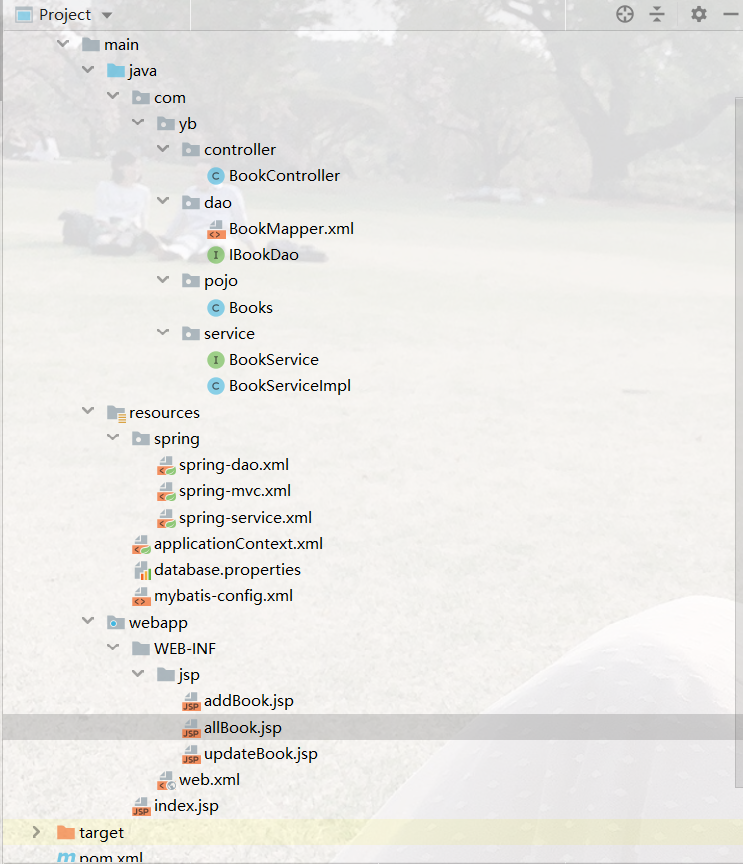 Project
main
java
com
yb
controller
BookController
dao
BookMapper.xml
IBookDao
pojo
Books
service
BookService
BookServiceImpl
resources
spring
spring-dao.xml
spring-mvc.xml
spring-service.xml
applicationContext.xml
database.properties
mybatis-config.xml
webapp
WEB-INF
jsp
addBook.jsp
allBook.jsp
updateBook.jsp
web.xml
index.jsp
target
pom.xml